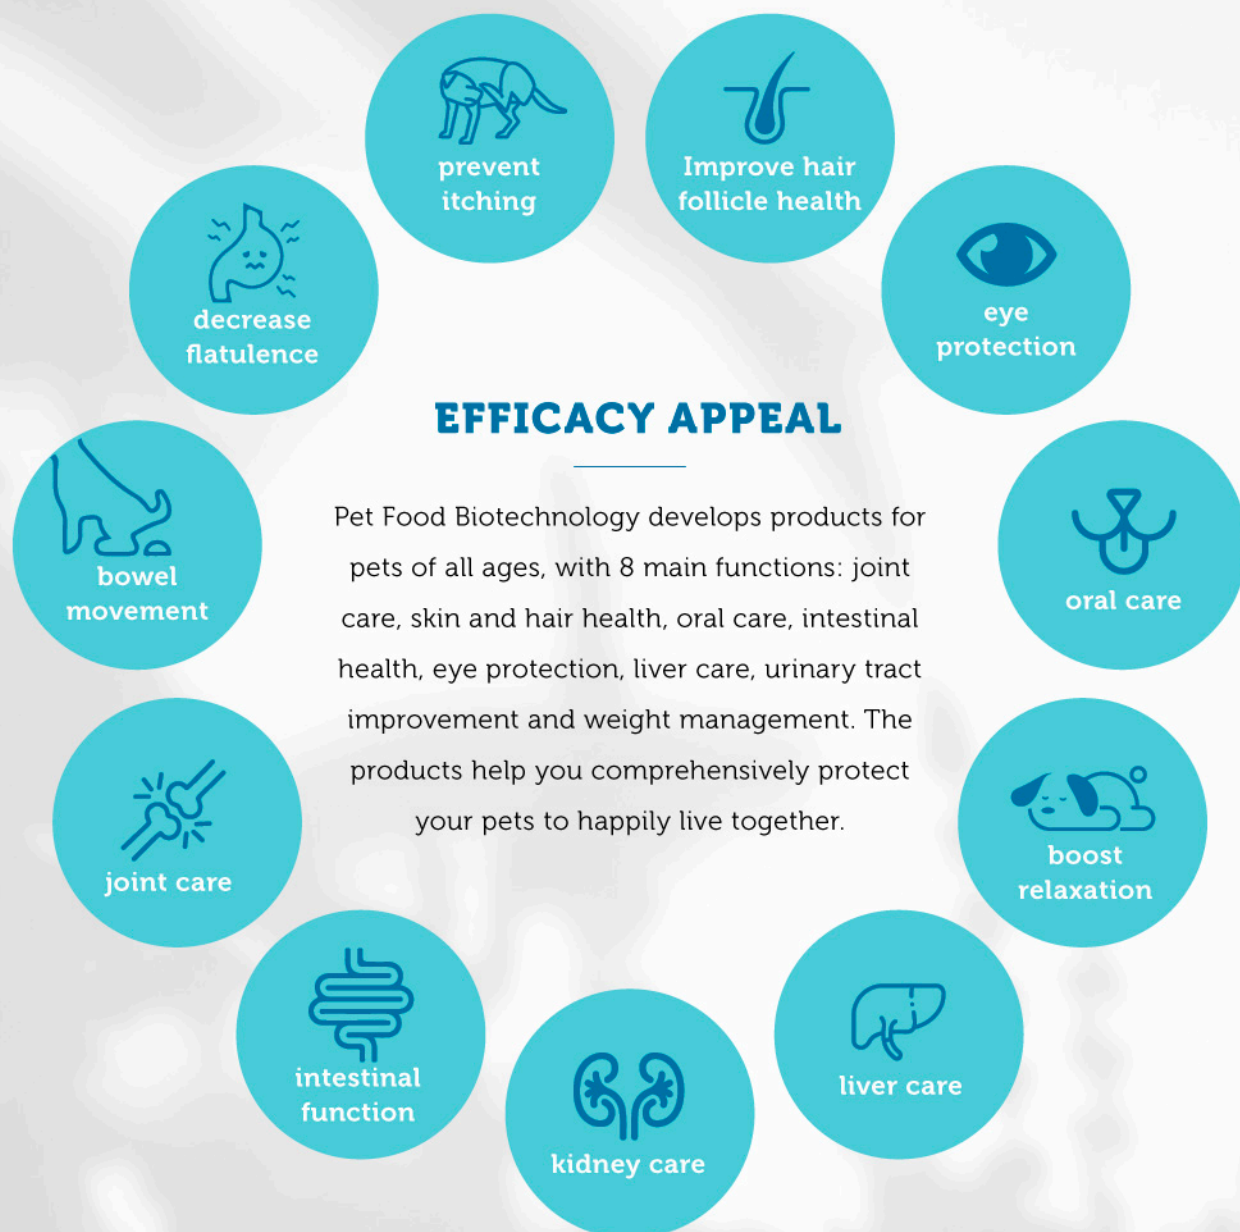 prevent
itching
Improve hair
follicle health
decrease
flatulence
eye
protection
EFFICACY APPEAL
Pet Food Biotechnology develops products for
pets of all ages, with 8 main functions: joint
care, skin and hair health, oral care, intestinal
health, eye protection, liver care, urinary tract
improvement and weight management. The
products help you comprehensively protect
your pets to happily live together.
bowel
movement
oral care
joint care
boost
relaxation
intestinal
function
liver care
kidney care